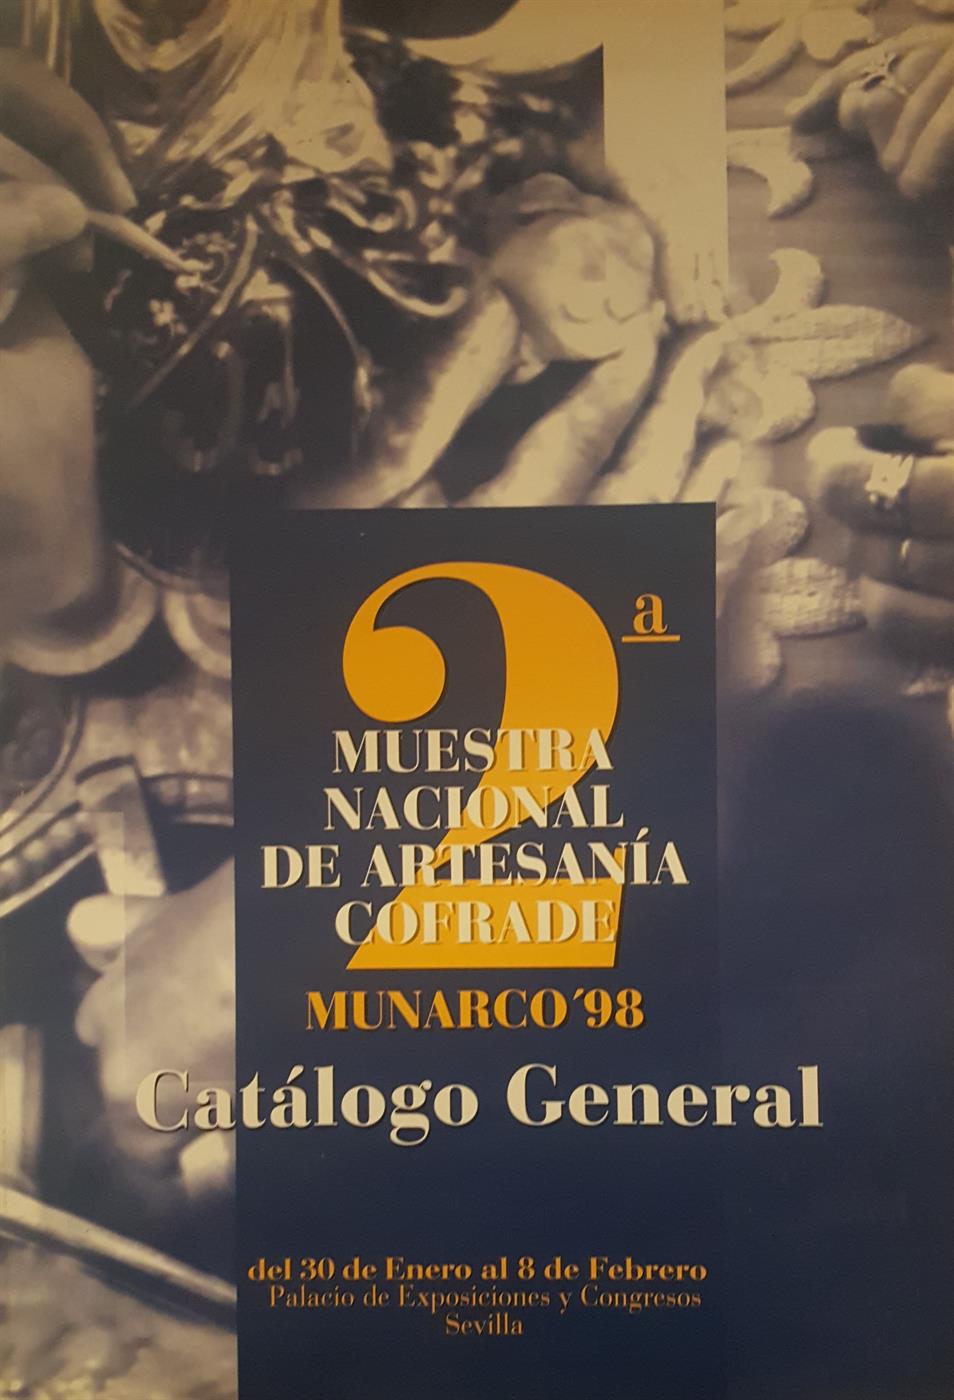 2ª
MUESTRA
NACIONAL
DE ARTESANÍA
COFRADE
MUNARCO´98
Catálogo General
del 30 de Enero al 8 de Febrero
Palacio de Exposiciones y Congresos
Sevilla